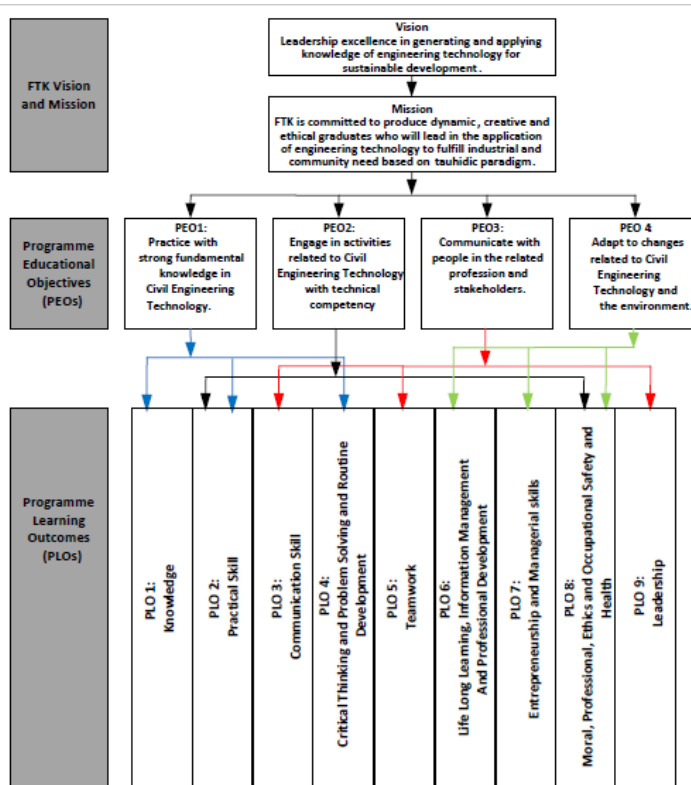 FTK Vision
and Mission
Vision
Leadership excellence in generating and applying
knowledge of engineering technology for
sustainable development.
Mission
FTK is committed to produce dynamic, creative and
ethical graduates who will lead in the application
of engineering technology to fulfill industrial and
community need based on tauhidic paradigm.
Programme
Educational
Objectives
(PEOs)
PEO1:
Practice with
strong fundamental
knowledge in
Civil Engineering
Technology.
PEO2:
Engage in activities
related to Civil
Engineering Technology
with technical
competency
PEO3:
Communicate with
people in the related
profession and
stakeholders.
PEO 4
Adapt to changes
related to Civil
Engineering
Technology and
the environment.
Programme
Learning
Outcomes
(PLOs)
PLO 1:
Knowledge
PLO 2:
Practical Skill
PLO 3:
Communication Skill
PLO 4:
Critical Thinking and Problem Solving and Routine
Development
PLO 5:
Teamwork
PLO 6:
Life Long Learning, Information Management
And Professional Development
PLO 7:
Entrepreneurship and Managerial skills
PLO 8:
Moral, Professional, Ethics and Occupational Safety and
Health
PLO 9:
Leadership